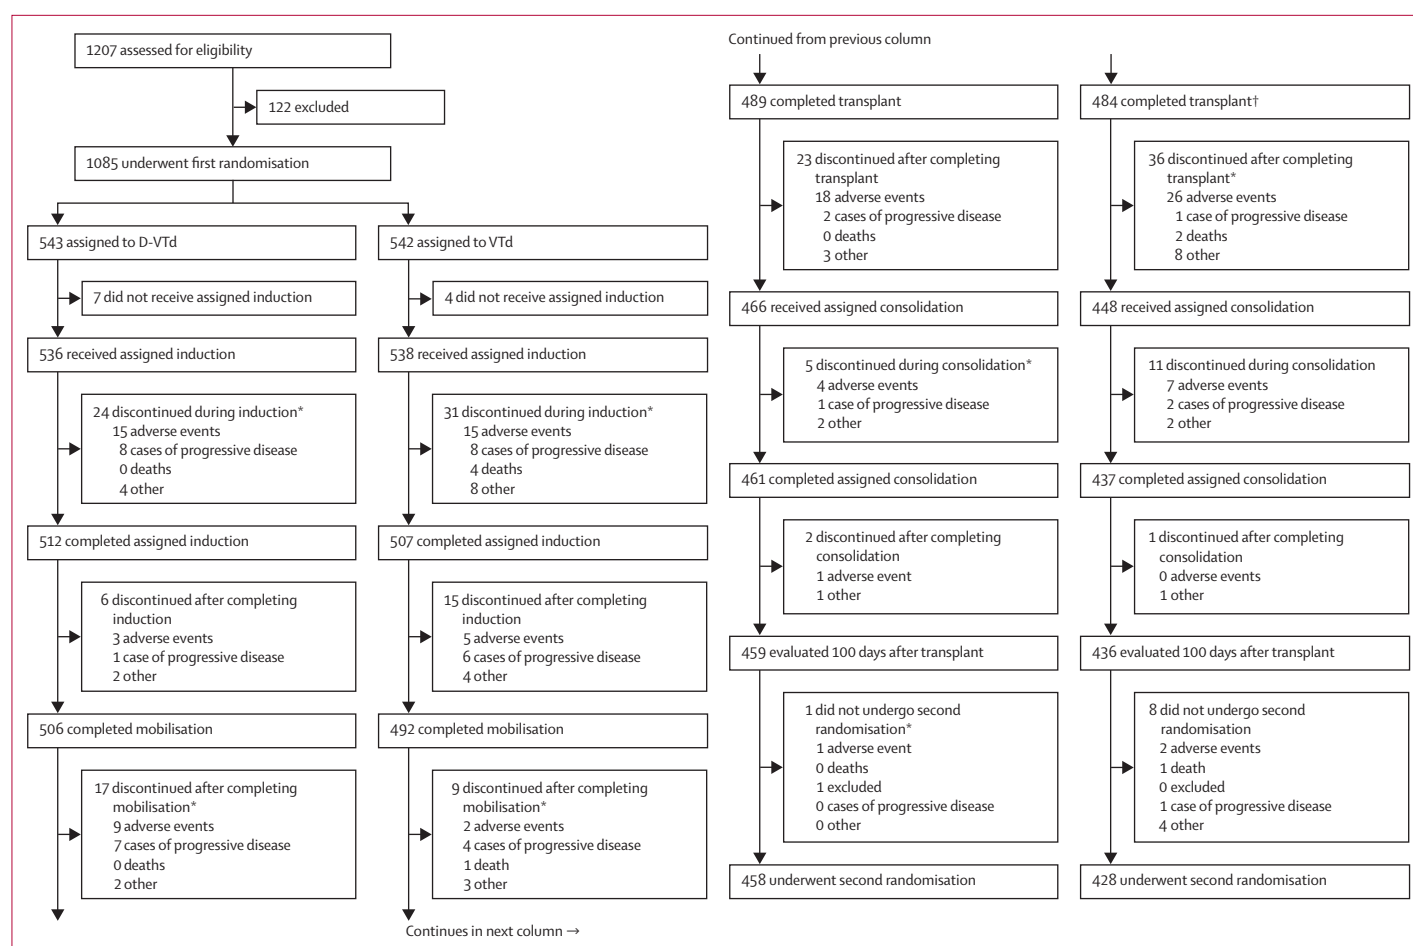 1207 assessed for eligibility
122 excluded
1085 underwent first randomisation
543 assigned to D-VTd
542 assigned to VTd
7 did not receive assigned induction
4 did not receive assigned induction
536 received assigned induction
538 received assigned induction
24 discontinued during induction*
15 adverse events
8 cases of progressive disease
0 deaths
4 other
31 discontinued during induction*
15 adverse events
8 cases of progressive disease
4 deaths
8 other
512 completed assigned induction
507 completed assigned induction
6 discontinued after completing
induction
3 adverse events
1 case of progressive disease
2 other
15 discontinued after completing
induction
5 adverse events
6 cases of progressive disease
4 other
506 completed mobilisation
492 completed mobilisation
17 discontinued after completing
mobilisation*
9 adverse events
7 cases of progressive disease
0 deaths
2 other
9 discontinued after completing
mobilisation*
2 adverse events
4 cases of progressive disease
1 death
3 other
Continues in next column →
Continued from previous column
489 completed transplant
484 completed transplant†
23 discontinued after completing
transplant
18 adverse events
2 cases of progressive disease
0 deaths
3 other
36 discontinued after completing
transplant*
26 adverse events
1 case of progressive disease
2 deaths
8 other
466 received assigned consolidation
448 received assigned consolidation
5 discontinued during consolidation*
4 adverse events
1 case of progressive disease
2 other
11 discontinued during consolidation
7 adverse events
2 cases of progressive disease
2 other
461 completed assigned consolidation
437 completed assigned consolidation
2 discontinued after completing
consolidation
1 adverse event
1 other
1 discontinued after completing
consolidation
0 adverse events
1 other
459 evaluated 100 days after transplant
436 evaluated 100 days after transplant
1 did not undergo second
randomisation*
1 adverse event
0 deaths
1 excluded
0 cases of progressive disease
0 other
8 did not undergo second
randomisation
2 adverse events
1 death
0 excluded
1 case of progressive disease
4 other
458 underwent second randomisation
428 underwent second randomisation